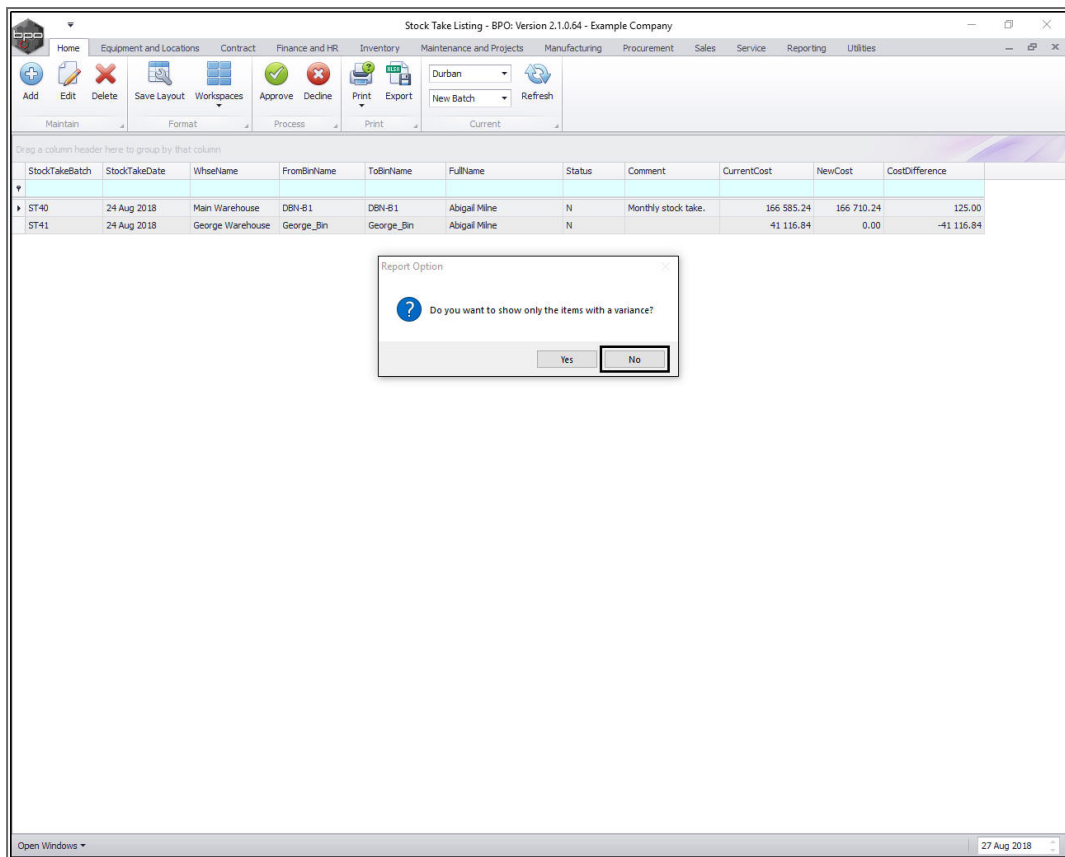 Stock Take Listing - BPO: Version 2.1.0.64 - Example Company
bpo
Home Equipment and Locations Contract Finance and HR Inventory Maintenance and Projects Manufacturing Procurement Sales Service Reporting Utilities
Add Edit Delete Save Layout Workspaces Approve Decline Print Export Durban New Batch Refresh
Maintain Format Process Print Current
Drag a column header here to group by that column
StockTakeBatch StockTakeDate WhseName FromBinName ToBinName FullName Status Comment CurrentCost NewCost CostDifference
ST40 24 Aug 2018 Main Warehouse DBN-B1 DBN-B1 Abigail Milne N Monthly stock take. 166 585.24 166 710.24 125.00
ST41 24 Aug 2018 George Warehouse George_Bin George_Bin Abigail Milne N 41 116.84 0.00 -41 116.84
Report Option
Do you want to show only the items with a variance?
Yes No
Open Windows 27 Aug 2018